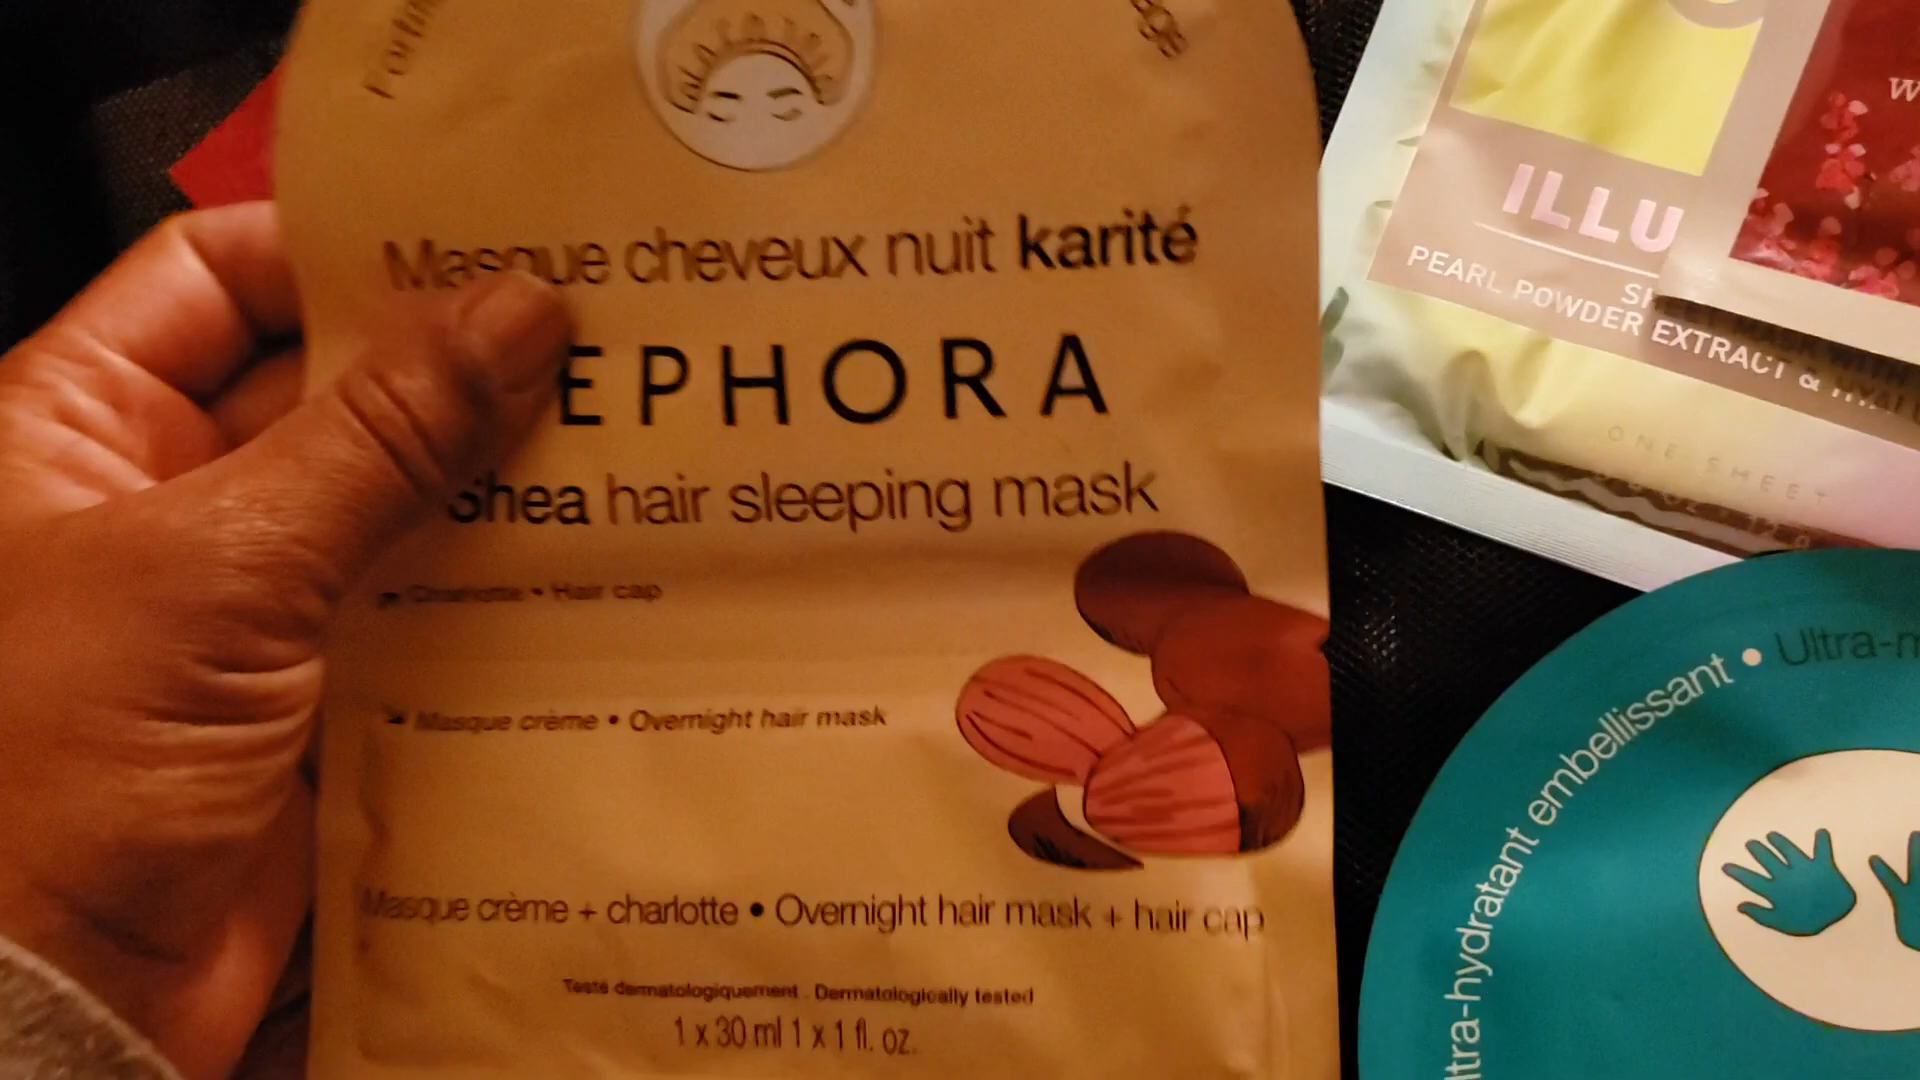 Masque cheveux nuit karité
EPHORA
Shea hair sleeping mask
Charlotte • Hair cap
Masque crème • Overnight hair mask
Masque crème + charlotte • Overnight hair mask + hair cap
Testé dermatologiquement . Dermatologically tested
1 x 30 ml 1 x 1 fl. oz.
ILLU
PEARL POWDER EXTRACT &
ONE SHEET
ltra-hydratant embellissant • Ultra-m